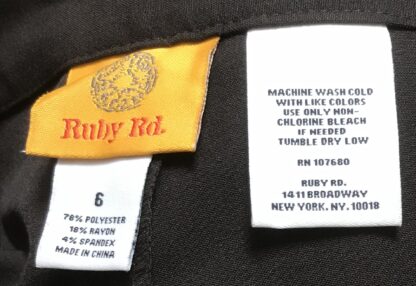 Ruby Rd.
6
78% POLYESTER
18% RAYON
4% SPANDEX
MADE IN CHINA
MACHINE WASH COLD
WITH LIKE COLORS
USE ONLY NON-
CHLORINE BLEACH
IF NEEDED
TUMBLE DRY LOW
RN 107680
RUBY RD.
1411 BROADWAY
NEW YORK, NY. 10018